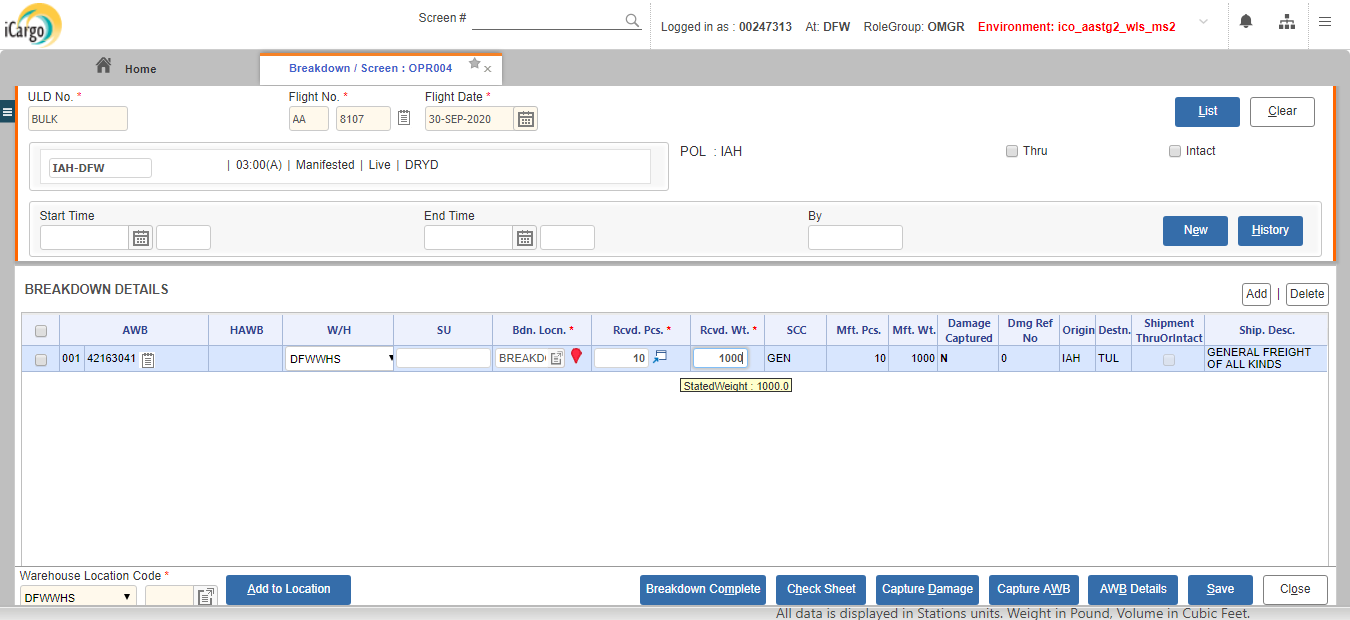 iCargo
Screen #
Logged in as : 00247313 At: DFW RoleGroup: OMGR Environment: ico_aastg2_wls_ms2
Home
Breakdown / Screen : OPR004
ULD No. *
Flight No. *
Flight Date *
BULK
AA
8107
30-SEP-2020
List
Clear
IAH-DFW
| 03:00(A) | Manifested | Live | DRYD
POL : IAH
Thru
Intact
Start Time
End Time
By
New
History
BREAKDOWN DETAILS
Add | Delete
AWB
HAWB
W/H
SU
Bdn. Locn. *
Rcvd. Pcs. *
Rcvd. Wt. *
SCC
Mft. Pcs.
Mft. Wt.
Damage
Captured
Dmg Ref
No
Origin
Destn.
Shipment
ThruOrIntact
Ship. Desc.
001 42163041
DFWWHS
BREAKD
10
1000
GEN
10
1000
N
0
IAH
TUL
GENERAL FREIGHT
OF ALL KINDS
StatedWeight : 1000.0
Warehouse Location Code *
DFWWHS
Add to Location
Breakdown Complete
Check Sheet
Capture Damage
Capture AWB
AWB Details
Save
Close
All data is displayed in Stations units. Weight in Pound, Volume in Cubic Feet.